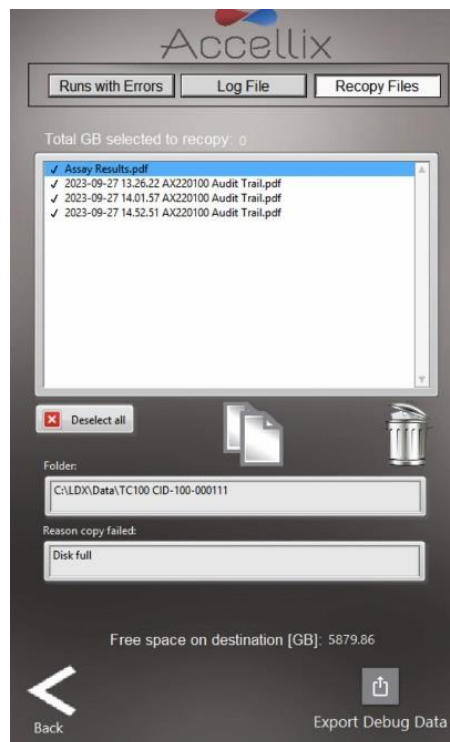 Accellix
Runs with Errors Log File Recopy Files
Total GB selected to recopy: 0
✓ Assay Results.pdf
✓ 2023-09-27 13.26.22 AX220100 Audit Trail.pdf
✓ 2023-09-27 14.01.57 AX220100 Audit Trail.pdf
✓ 2023-09-27 14.52.51 AX220100 Audit Trail.pdf
Deselect all
Folder:
C:\LDX\Data\TC100 CID-100-000111
Reason copy failed:
Disk full
Free space on destination [GB]: 5879.86
Back Export Debug Data